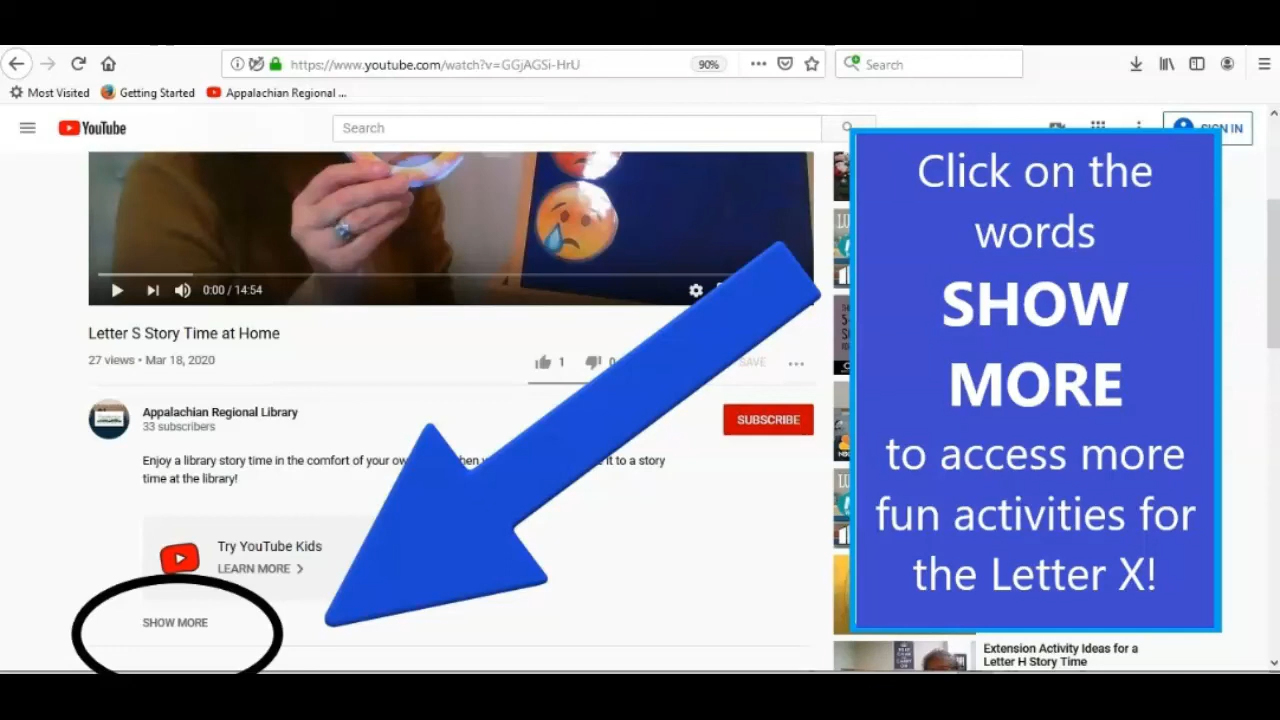 https://www.youtube.com/watch?v=GGjAGSi-HrU
90%
Search
Most Visited
Getting Started
Appalachian Regional ...
YouTube
Search
SIGN IN
0:00 / 14:54
Letter S Story Time at Home
27 views • Mar 18, 2020
1
0
SAVE
Appalachian Regional Library
33 subscribers
SUBSCRIBE
Enjoy a library story time in the comfort of your it to a story
time at the library!
Try YouTube Kids
LEARN MORE
SHOW MORE
Click on the
words
SHOW
MORE
to access more
fun activities for
the Letter X!
Extension Activity Ideas for a
Letter H Story Time